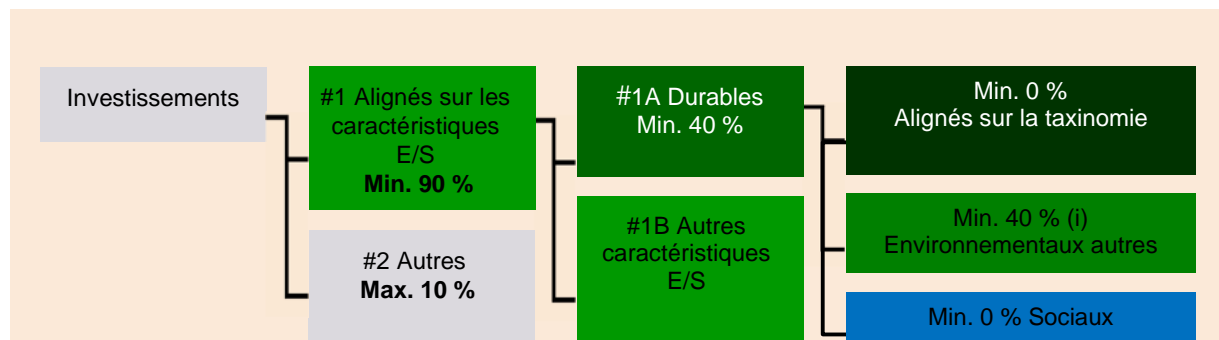 Investissements
#1 Alignés sur les
caractéristiques
E/S
Min. 90 %
#2 Autres
Max. 10 %
#1A Durables
Min. 40 %
#1B Autres
caractéristiques
E/S
Min. 0 %
Alignés sur la taxinomie
Min. 40 % (i)
Environnementaux autres
Min. 0 % Sociaux